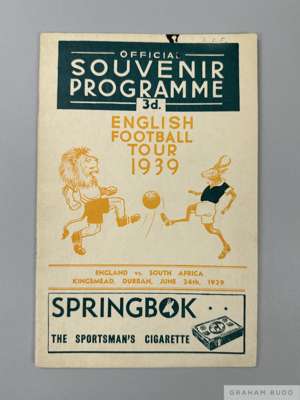 OFFICIAL
SOUVENIR
PROGRAMME
3d.
ENGLISH
FOOTBALL
TOUR
1939
ENGLAND vs. SOUTH AFRICA
KINGSMEAD, DURBAN, JUNE 24th, 1939
SPRINGBOK
THE SPORTSMAN'S CIGARETTE
GRAHAM BUDD